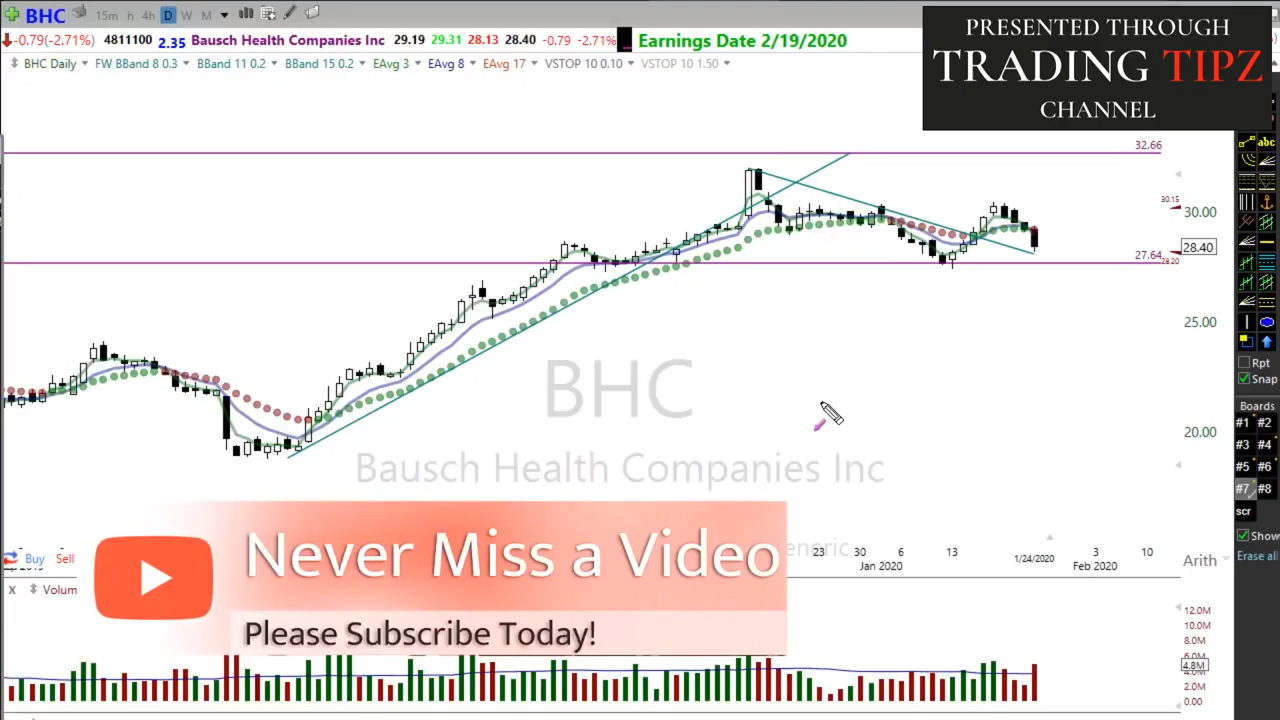 BHC 15m h 4h D W M
-0.79(-2.71%) 4811100 2.35 Bausch Health Companies Inc 29.19 29.31 28.13 28.40 -0.79 -2.71% Earnings Date 2/19/2020
BHC Daily FW BBand 8 0.3 BBand 11 0.2 BBand 15 0.2 EAvg 3 EAvg 8 EAvg 17 VSTOP 10 0.10 VSTOP 10 1.50
PRESENTED THROUGH
TRADING TIPZ
CHANNEL
abc
32.66
30.15
30.00
28.40
27.64
28.20
25.00
20.00
BHC
Bausch Heath Companies Inc
eneric
Rpt
Snap
Boards
#1 #2
#3 #4
#5 #6
#7 #8
scr
Show
Erase all
Never Miss a Video
Please Subscribe Today!
Buy Sell
23 30 6 13 1/24/2020 3 10
Jan 2020 Feb 2020
Arith
x Volum
12.0M
10.0M
8.0M
6.0M
4.8M
4.0M
2.0M
0.00